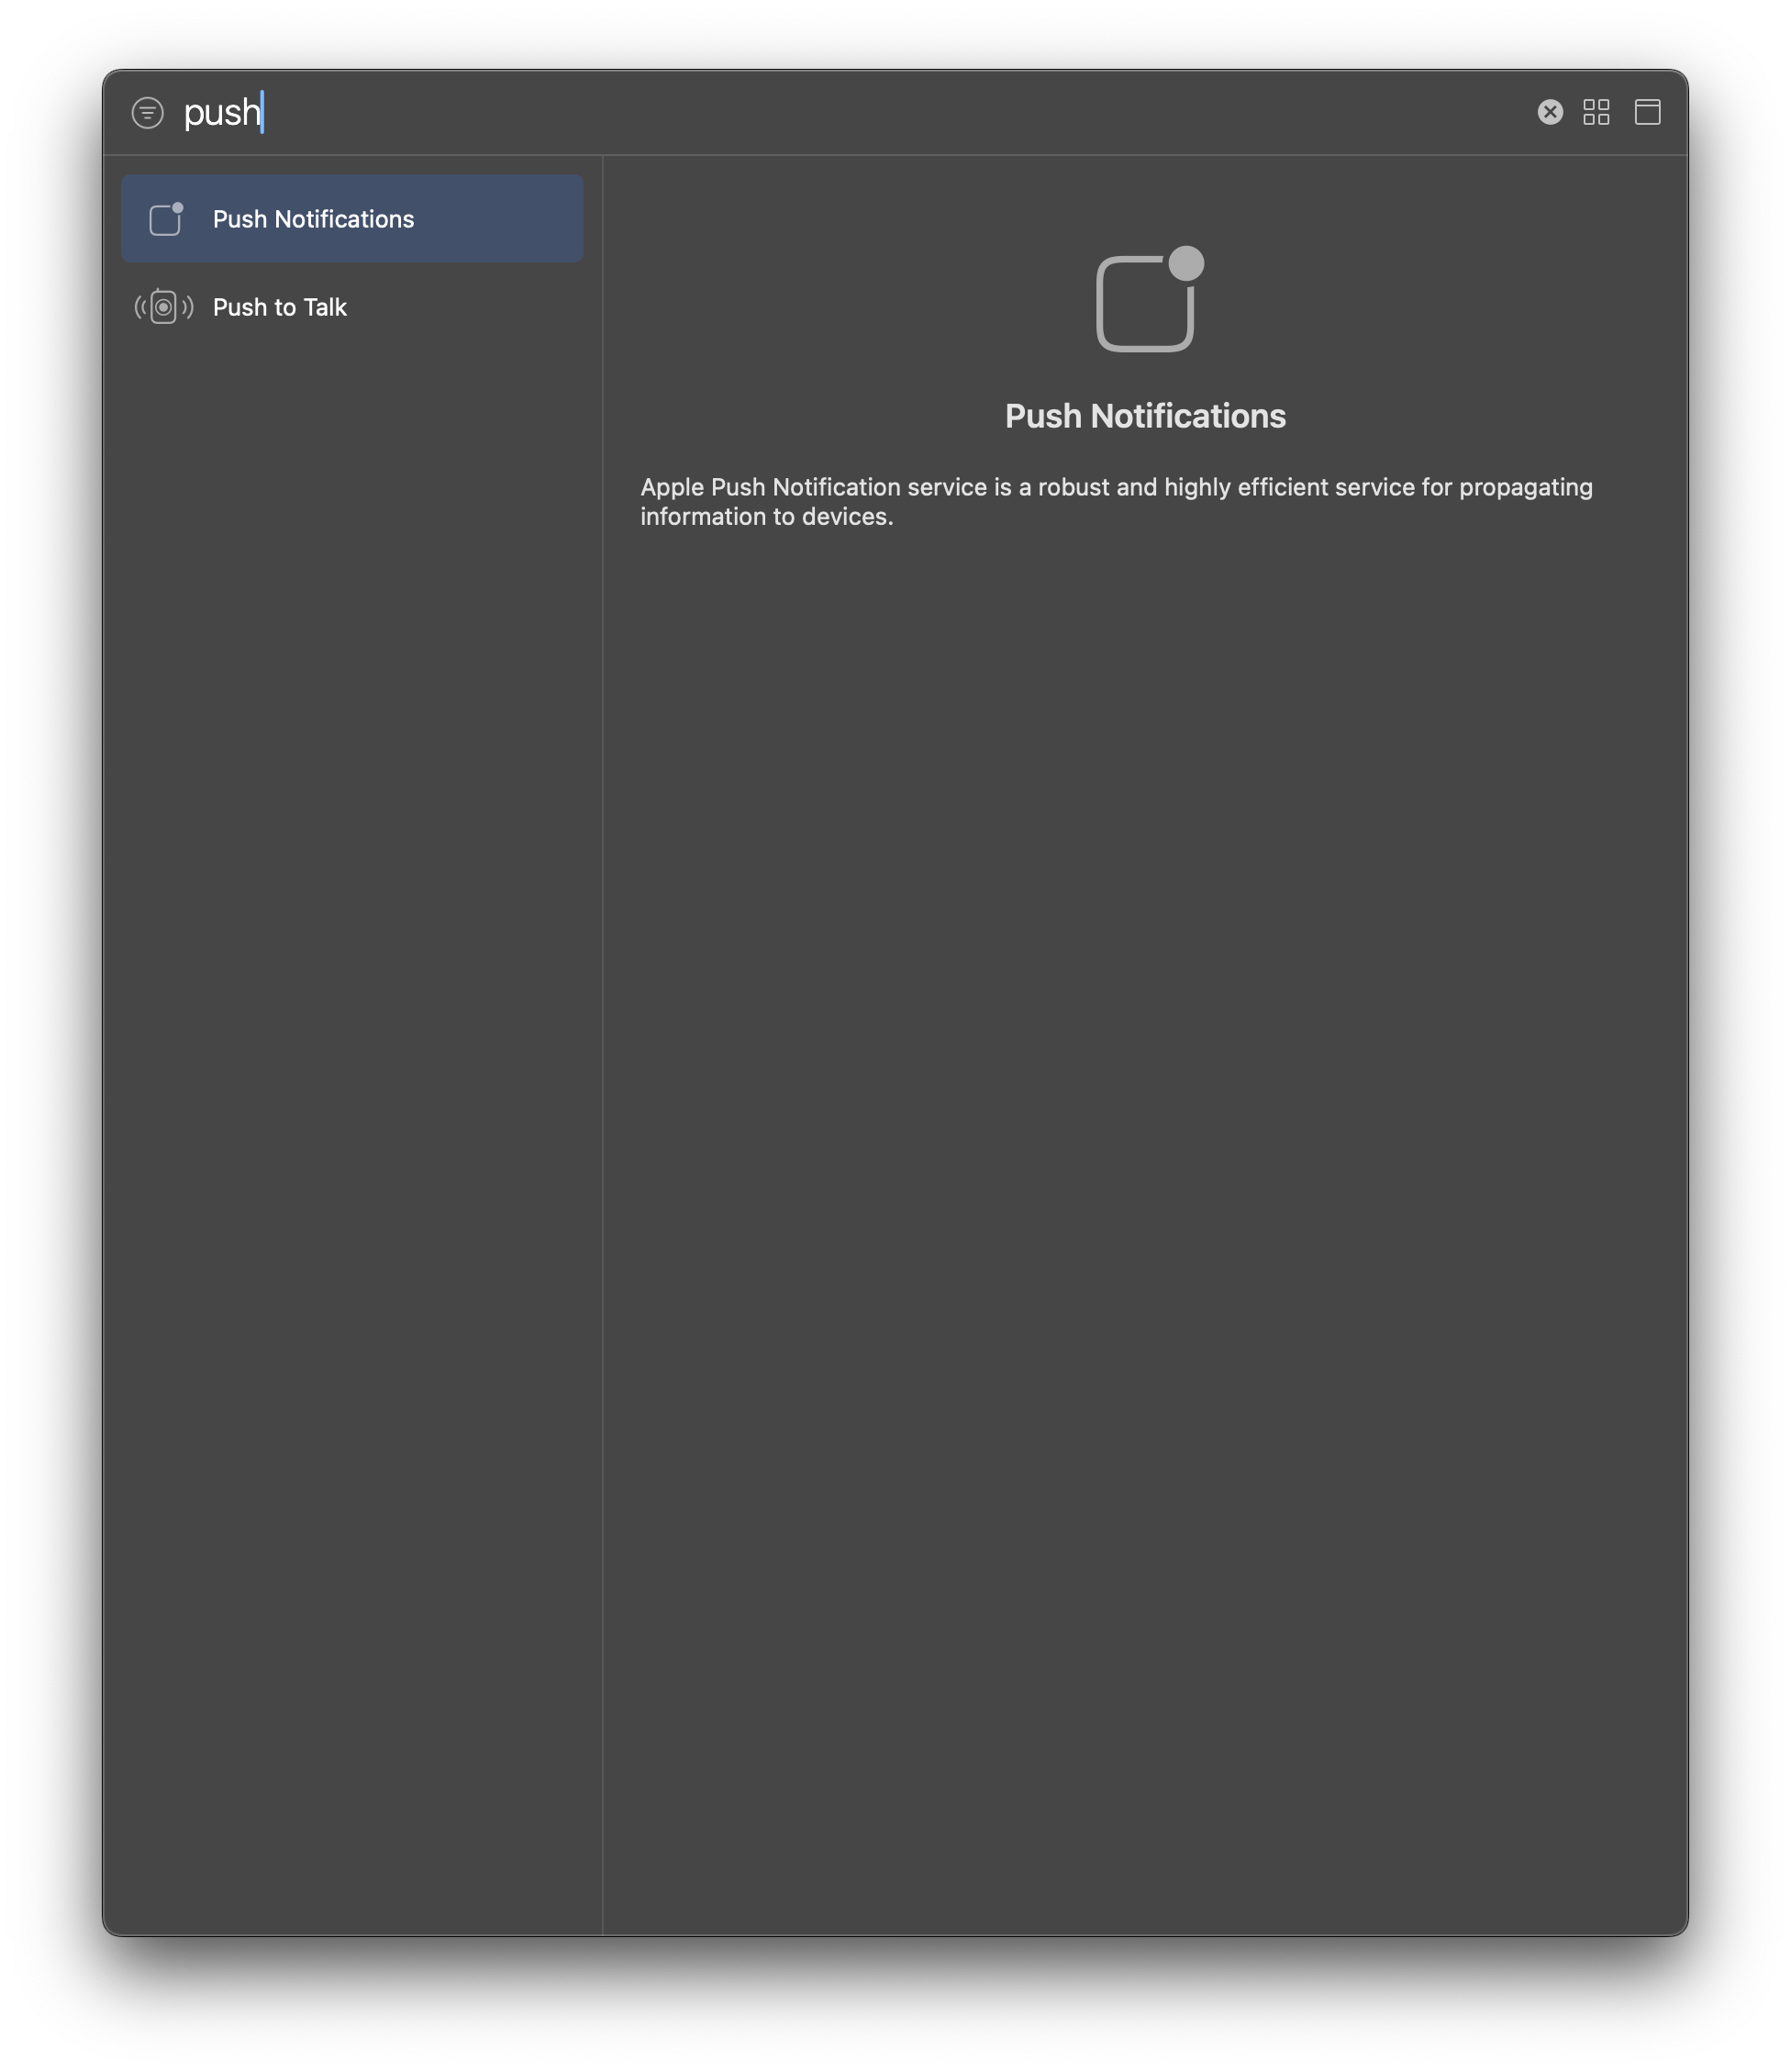 push
Push Notifications
Push to Talk
Push Notifications
Apple Push Notification service is a robust and highly efficient service for propagating
information to devices.